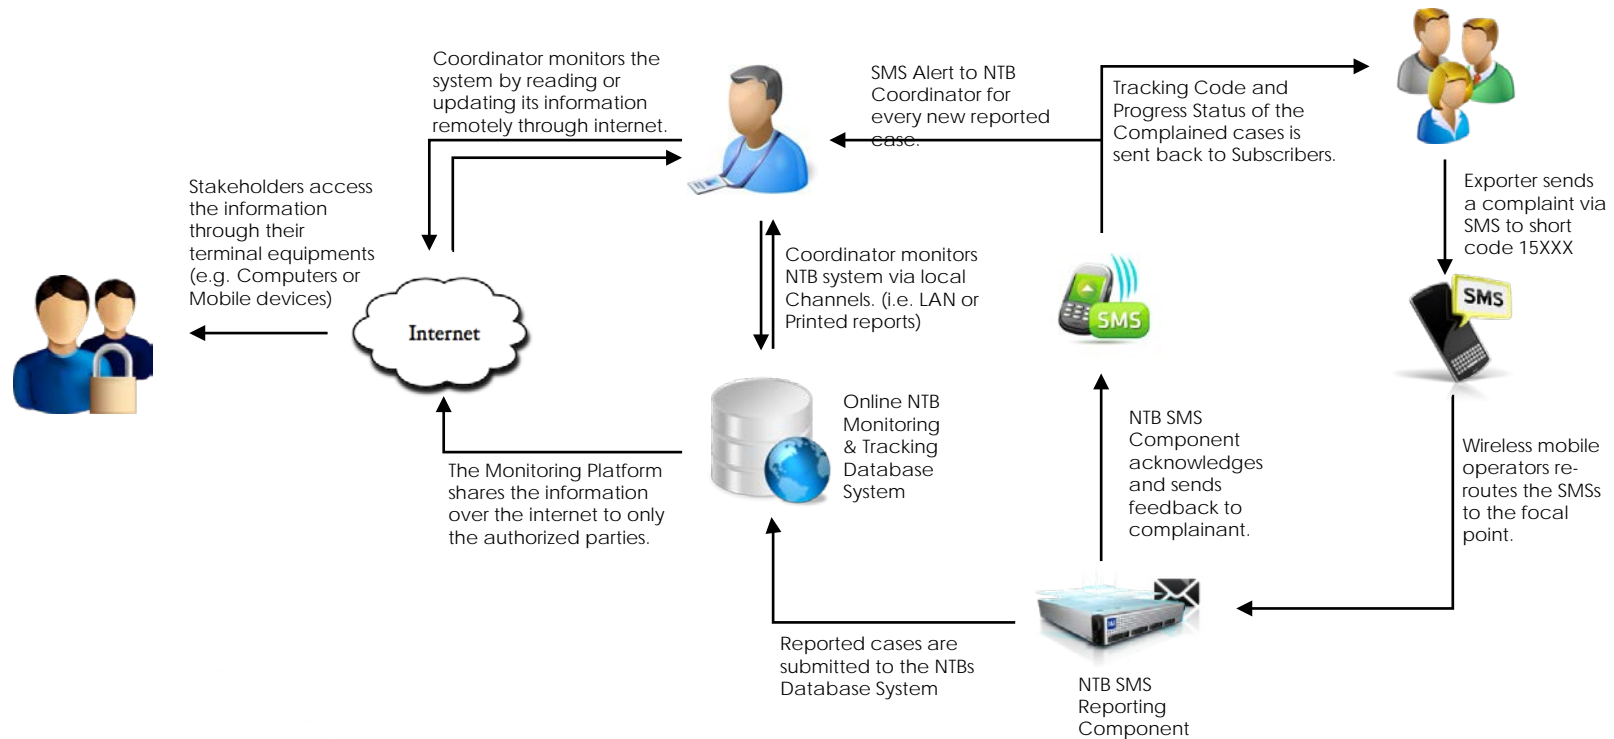 Coordinator monitors the
system by reading or
updating its information
remotely through internet.
SMS Alert to NTB
Coordinator for
every new reported
case.
Tracking Code and
Progress Status of the
Complained cases is
sent back to Subscribers.
Stakeholders access
the information
through their
terminal equipments
(e.g. Computers or
Mobile devices)
Exporter sends
a complaint via
SMS to short
code 15XXX
Coordinator monitors
NTB system via local
Channels. (i.e. LAN or
Printed reports)
Internet
SMS
SMS
Online NTB
Monitoring
& Tracking
Database
System
NTB SMS
Component
acknowledges
and sends
feedback to
complainant.
Wireless mobile
operators re-
routes the SMSs
to the focal
point.
The Monitoring Platform
shares the information
over the internet to only
the authorized parties.
Reported cases are
submitted to the NTBs
Database System
NTB SMS
Reporting
Component